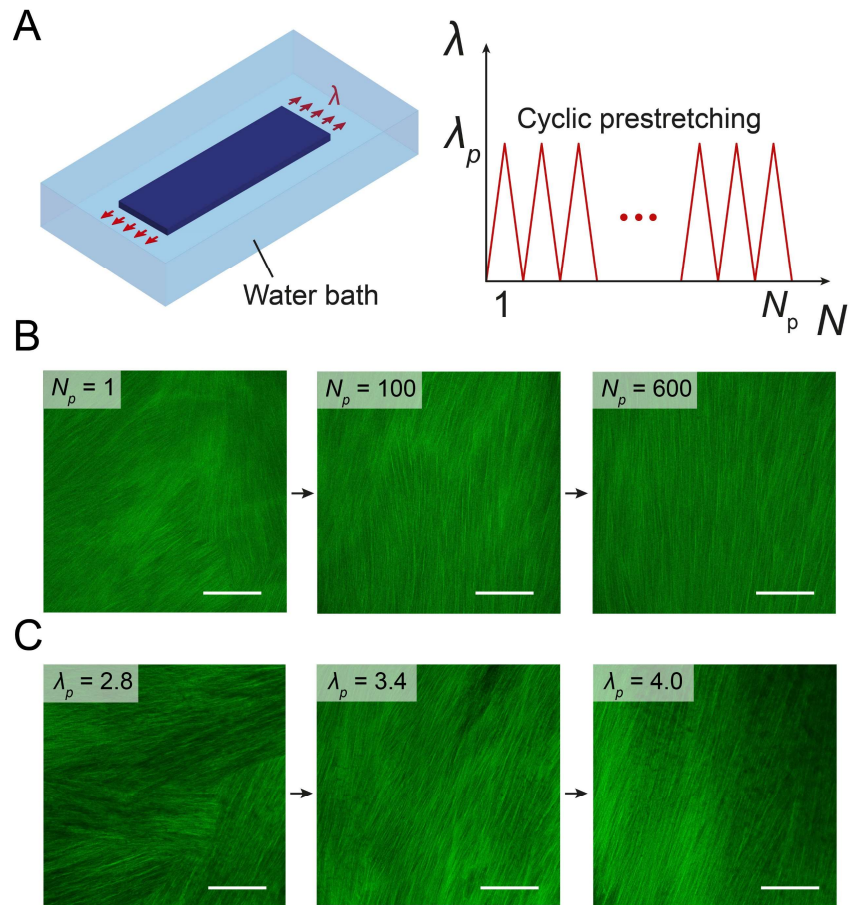 A
λ
Water bath
λ
λp
Cyclic prestretching
1
Np
N
B
Np = 1
Np = 100
Np = 600
C
λp = 2.8
λp = 3.4
λp = 4.0